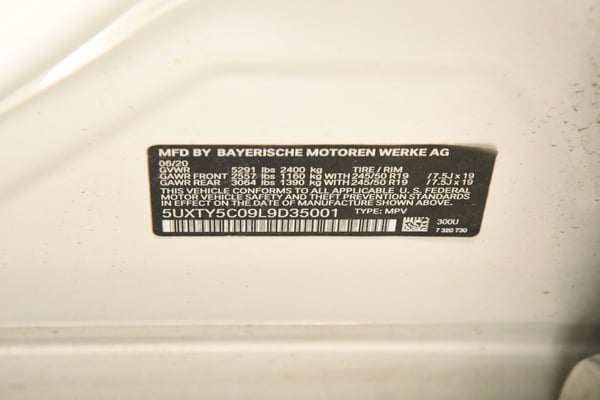 MFD BY BAYERISCHE MOTOREN WERKE AG
06/20
GVWR 5291 lbs 2400 kg TIRE / RIM
GAWR FRONT 2557 lbs 1160 kg WITH 245/50 R19 / 7.5J x 19
GAWR REAR 3064 lbs 1390 kg WITH 245/50 R19 / 7.5J x 19
THIS VEHICLE CONFORMS TO ALL APPLICABLE U. S. FEDERAL
MOTOR VEHICLE SAFETY AND THEFT PREVENTION STANDARDS
IN EFFECT ON THE DATE OF MANUFACTURE SHOWN ABOVE.
5UXTY5C09L9D35001 TYPE: MPV
300U
7 320 730